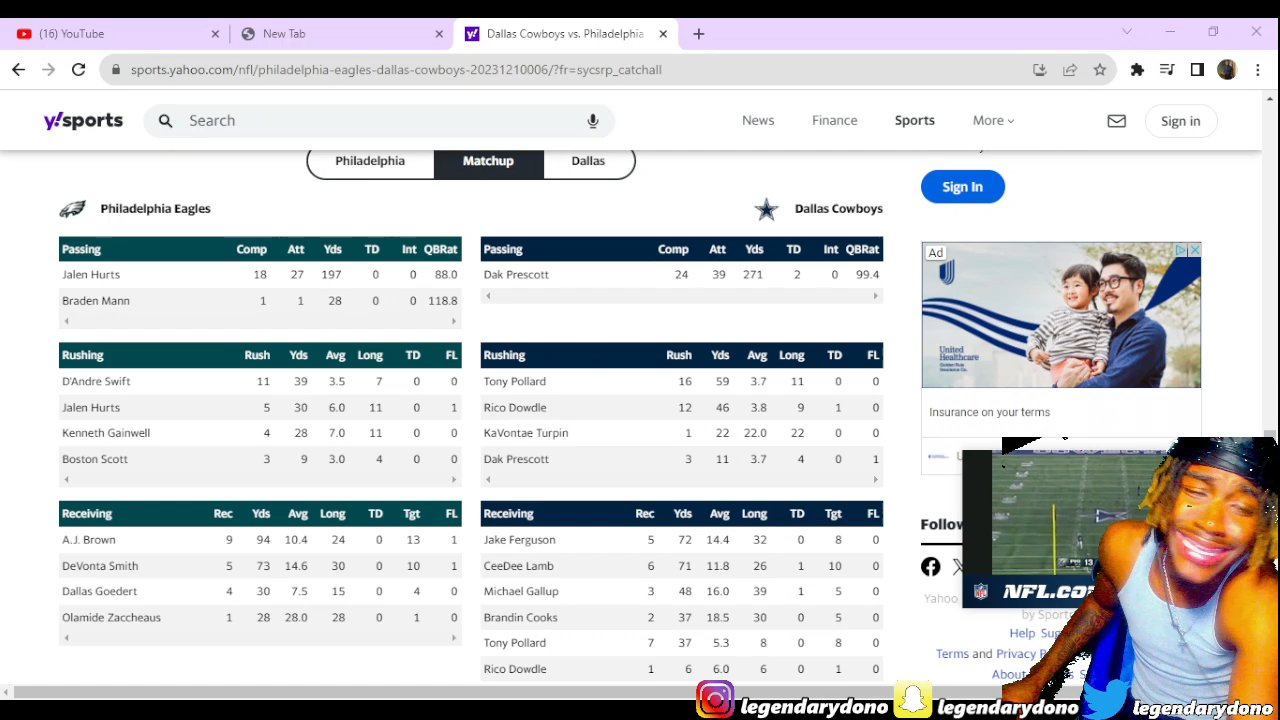 (16) YouTube
New Tab
Dallas Cowboys vs. Philadelphia
sports.yahoo.com/nfl/philadelphia-eagles-dallas-cowboys-20231210006/?fr=sycsrp_catchall
y!sports
Search
News Finance Sports More
Sign in
Philadelphia Matchup Dallas
Sign In
Philadelphia Eagles
Dallas Cowboys
Passing Comp Att Yds TD Int QBRat
Jalen Hurts 18 27 197 0 0 88.0
Braden Mann 1 1 28 0 0 118.8
Passing Comp Att Yds TD Int QBRat
Dak Prescott 24 39 271 2 0 99.4
Rushing Rush Yds Avg Long TD FL
D'Andre Swift 11 39 3.5 7 0 0
Jalen Hurts 5 30 6.0 11 0 1
Kenneth Gainwell 4 28 7.0 11 0 0
Boston Scott 3 9 3.0 4 0 0
Rushing Rush Yds Avg Long TD FL
Tony Pollard 16 59 3.7 11 0 0
Rico Dowdle 12 46 3.8 9 1 0
KaVontae Turpin 1 22 22.0 22 0 0
Dak Prescott 3 11 3.7 4 0 1
Receiving Rec Yds Avg Long TD Tgt FL
A.J. Brown 9 94 10.4 24 0 13 1
DeVonta Smith 5 73 14.6 30 0 10 1
Dallas Goedert 4 30 7.5 15 0 4 0
Olamide Zaccheaus 1 28 28.0 28 0 1 0
Receiving Rec Yds Avg Long TD Tgt FL
Jake Ferguson 5 72 14.4 32 0 8 0
CeeDee Lamb 6 71 11.8 26 0 10 0
Michael Gallup 3 48 16.0 39 1 5 0
Brandin Cooks 2 37 18.5 30 0 5 0
Tony Pollard 7 37 5.3 8 0 8 0
Rico Dowdle 1 6 6.0 6 0 1 0
Ad
United
Healthcare
Insurance on your terms
Follow
NFL.CO
Yahoo
by Sport
Help Sug
Terms and Privacy P
About
legendarydono
legendarydono
legendarydono